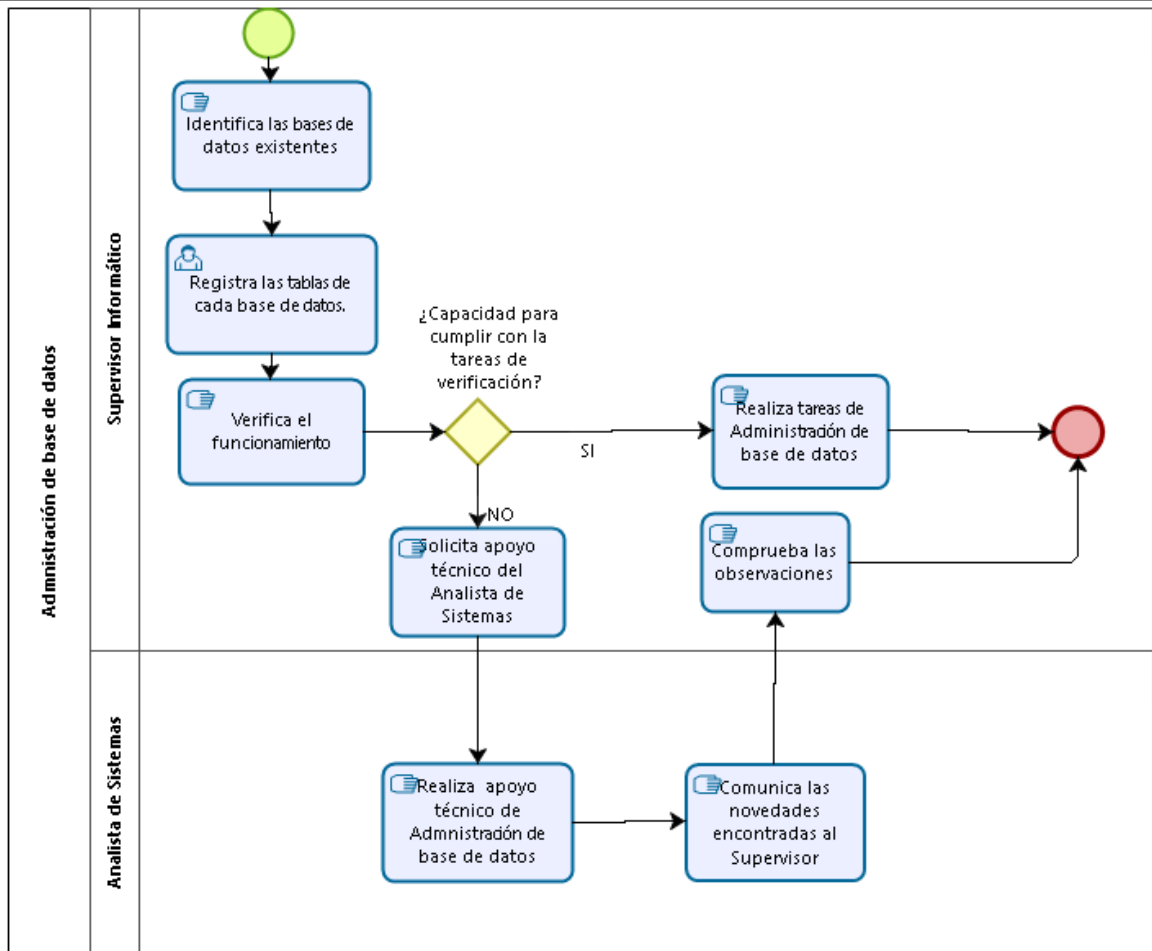 Admnistración de base de datos
Supervisor Informático
Identifica las bases de
datos existentes
Registra las tablas de
cada base de datos.
Verifica el
funcionamiento
¿Capacidad para
cumplir con la
tareas de
verificación?
SI
NO
Realiza tareas de
Administración de
base de datos
Solicita apoyo
técnico del
Analista de
Sistemas
Comprueba las
observaciones
Analista de Sistemas
Realiza apoyo
técnico de
Admnistración de
base de datos
Comunica las
novedades
encontradas al
Supervisor